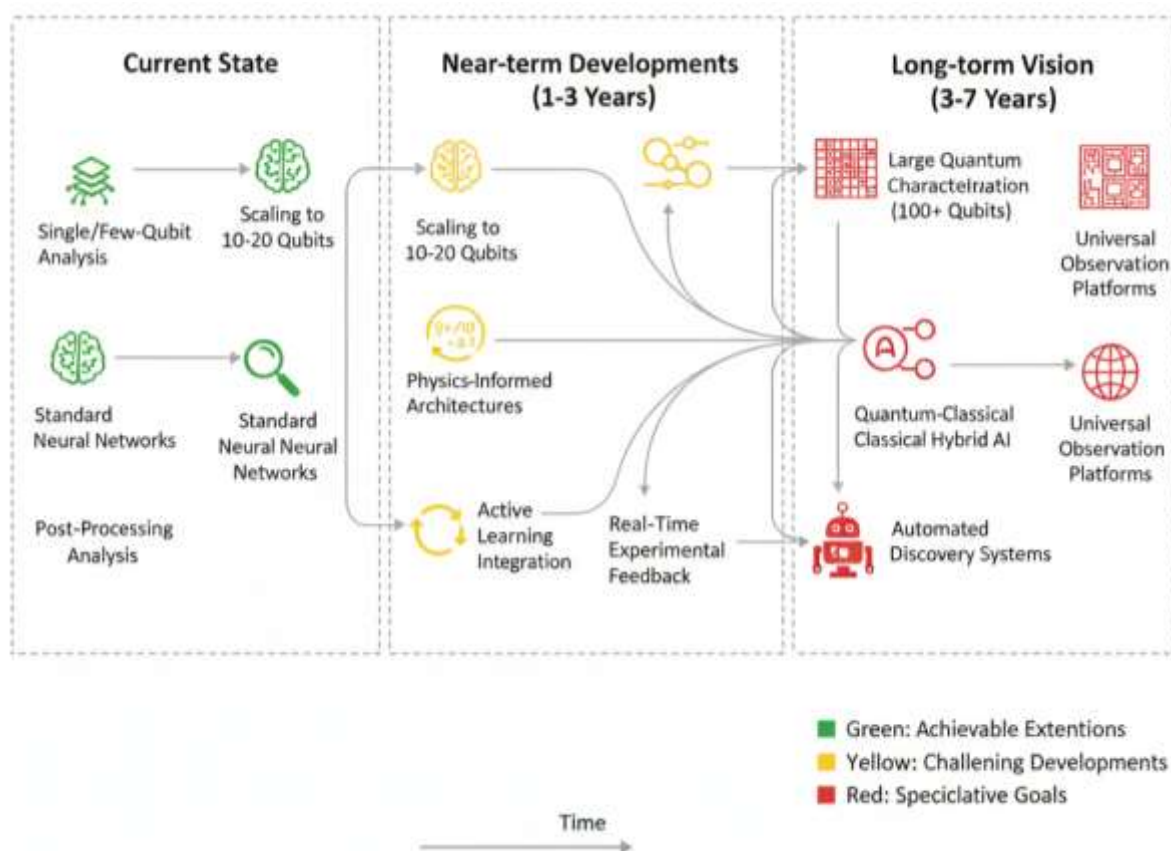 Current State
Single/Few-Qubit
Analysis
Scaling to
10-20 Qubits
Standard
Neural Networks
Standard
Neural Neural
Networks
Post-Processing
Analysis
Near-term Developments
(1-3 Years)
Scaling to
10-20 Qubits
Physics-Informed
Architectures
Active
Learning
Integration
Real-Time
Experimental
Feedback
Long-torm Vision
(3-7 Years)
Large Quantum
(100+ Qubits)
Universal
Observation
Platforms
A
Quantum-Classical
Classical Hybrid AI
Universal
Observation
Platforms
Automated
Discovery Systems
Green: Achievable Extentions
Yellow: Challening Developments
Red: Speciclative Goals
Time